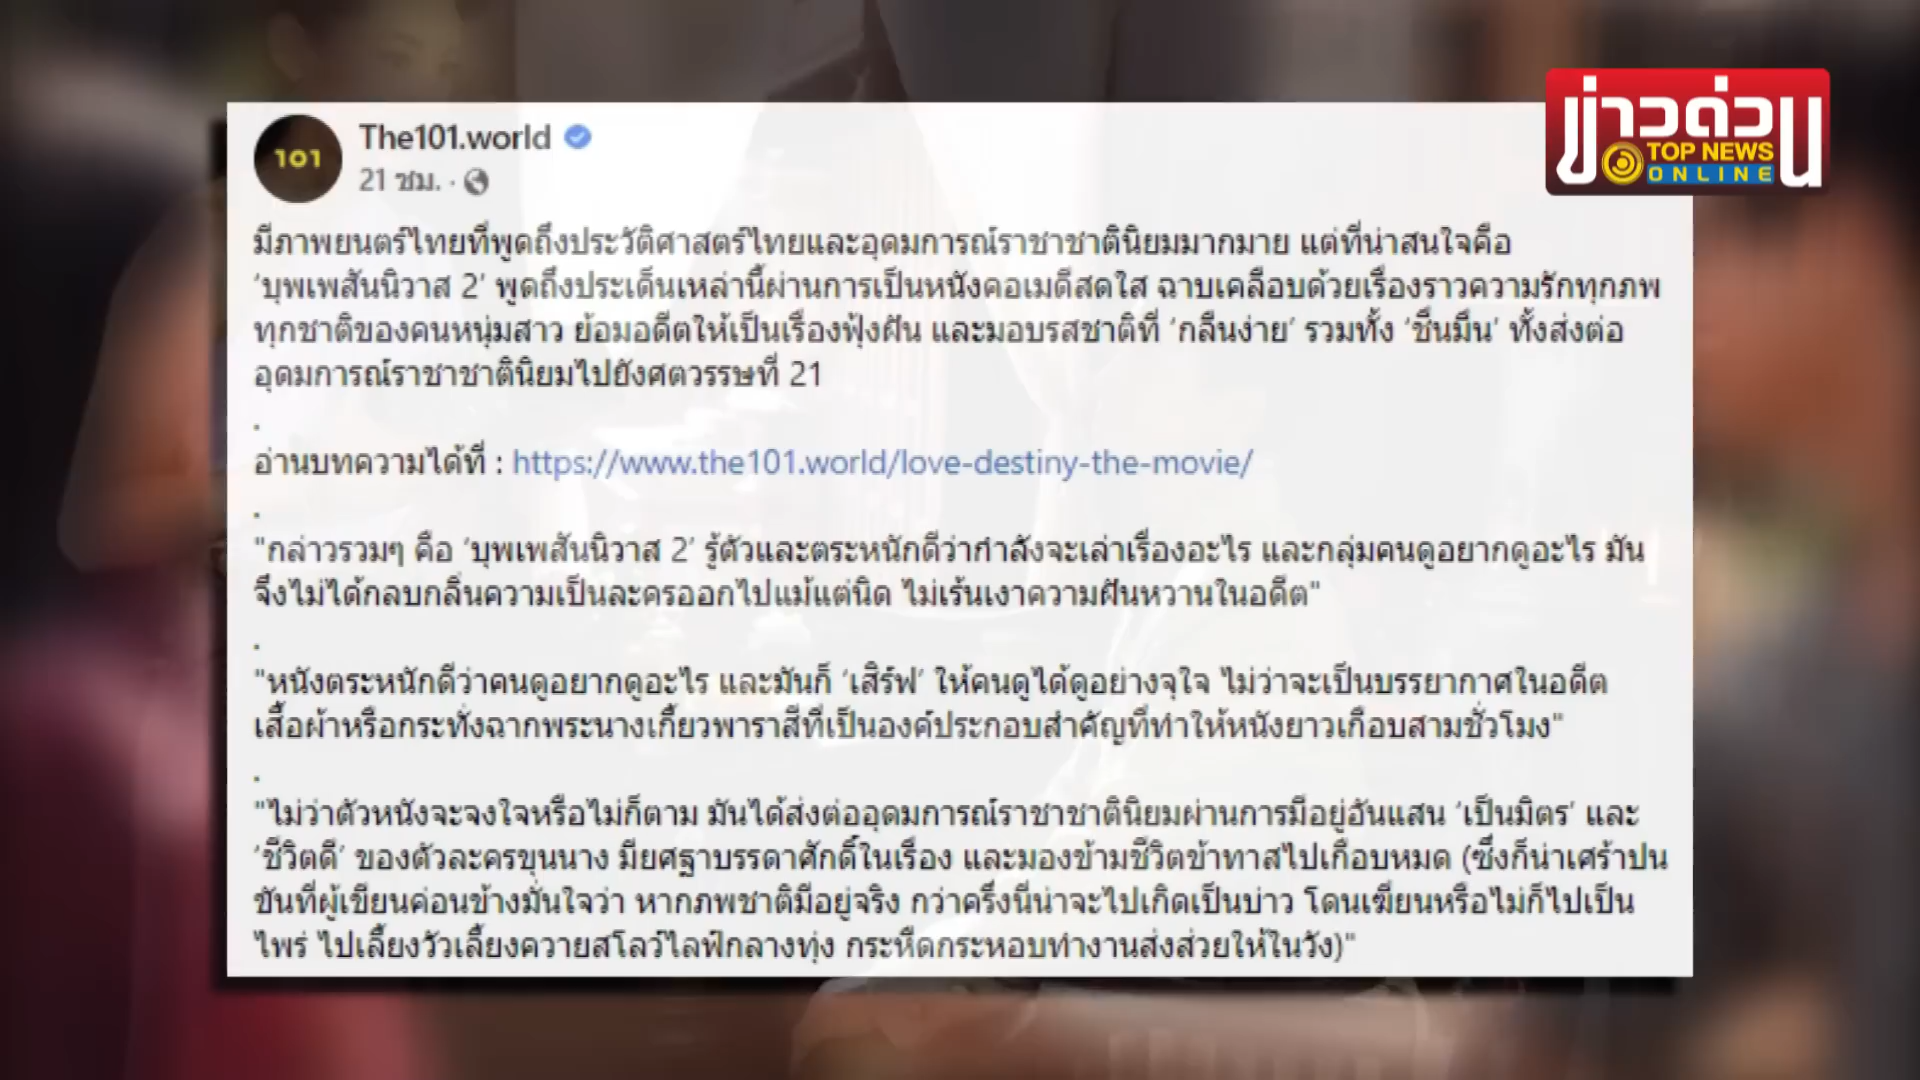 ข่าวด่วน
TOP NEWS
ONLINE
101
The101.world
21 ชม. ·
มีภาพยนตร์ไทยที่พูดถึงประวัติศาสตร์ไทยและอุดมการณ์ราชาชาตินิยมมากมาย แต่ที่น่าสนใจคือ
‘บุพเพสันนิวาส 2’ พูดถึงประเด็นเหล่านี้ผ่านการเป็นหนังคอเมดีสดใส ฉาบเคลือบด้วยเรื่องราวความรักทุกภพ
ทุกชาติของคนหนุ่มสาว ย้อมอดีตให้เป็นเรื่องฟุ้งฝัน และมอบรสชาติที่ ‘กลืนง่าย’ รวมทั้ง ‘ชื่นมื่น’ ทั้งส่งต่อ
อุดมการณ์ราชาชาตินิยมไปยังศตวรรษที่ 21
.
อ่านบทความได้ที่ : https://www.the101.world/love-destiny-the-movie/
.
"กล่าวรวมๆ คือ ‘บุพเพสันนิวาส 2’ รู้ตัวและตระหนักดีว่ากำลังจะเล่าเรื่องอะไร และกลุ่มคนดูอยากดูอะไร มัน
จึงไม่ได้กลบกลิ่นความเป็นละครออกไปแม้แต่นิด ไม่เร้นเงาความฝันหวานในอดีต"
.
"หนังตระหนักดีว่าคนดูอยากดูอะไร และมันก็ ‘เสิร์ฟ’ ให้คนดูได้ดูอย่างจุใจ ไม่ว่าจะเป็นบรรยากาศในอดีต
เสื้อผ้าหรือกระทั่งฉากพระนางเกี้ยวพาราสีที่เป็นองค์ประกอบสำคัญที่ทำให้หนังยาวเกือบสามชั่วโมง"
.
"ไม่ว่าตัวหนังจะจงใจหรือไม่ก็ตาม มันได้ส่งต่ออุดมการณ์ราชาชาตินิยมผ่านการมีอยู่อันแสน ‘เป็นมิตร’ และ
‘ชีวิตดี’ ของตัวละครขุนนาง มียศฐาบรรดาศักดิ์ในเรื่อง และมองข้ามชีวิตข้าทาสไปเกือบหมด (ซึ่งก็น่าเศร้าปน
ขันที่ผู้เขียนค่อนข้างมั่นใจว่า หากภพชาติมีอยู่จริง กว่าครึ่งนี่น่าจะไปเกิดเป็นบ่าว โดนเฆี่ยนหรือไม่ก็ไปเป็น
ไพร่ ไปเลี้ยงวัวเลี้ยงควายสโลว์ไลฟ์กลางทุ่ง กระหืดกระหอบทำงานส่งส่วยให้ในวัง)"